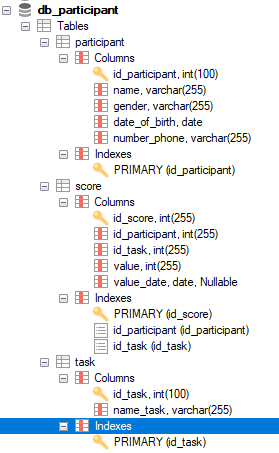 db_participant
Tables
participant
Columns
id_participant, int(100)
name, varchar(255)
gender, varchar(255)
date_of_birth, date
number_phone, varchar(255)
Indexes
PRIMARY (id_participant)
score
Columns
id_score, int(255)
id_participant, int(255)
id_task, int(255)
value, int(255)
value_date, date, Nullable
Indexes
PRIMARY (id_score)
id_participant (id_participant)
id_task (id_task)
task
Columns
id_task, int(100)
name_task, varchar(255)
Indexes
PRIMARY (id_task)